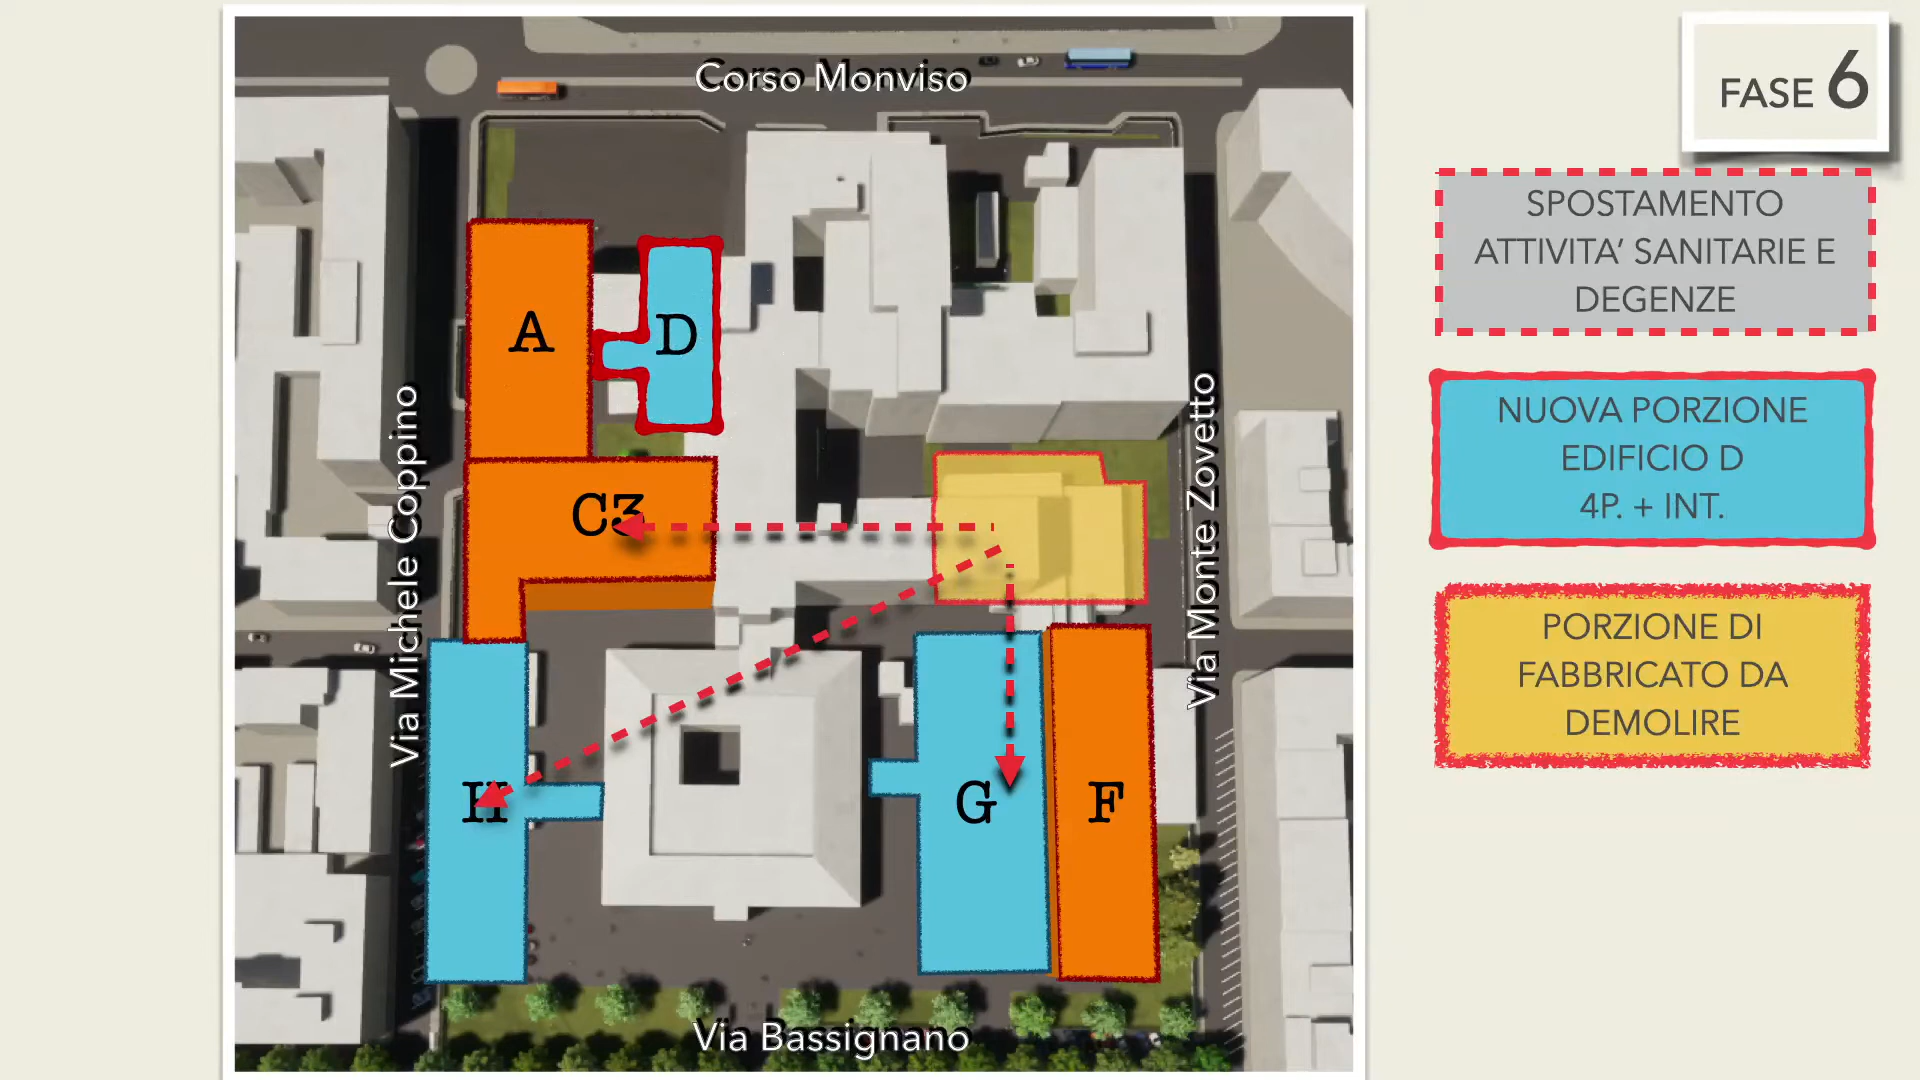 Corso Monviso
FASE 6
SPOSTAMENTO
ATTIVITA' SANITARIE E
DEGENZE
NUOVA PORZIONE
EDIFICIO D
4P. + INT.
PORZIONE DI
FABBRICATO DA
DEMOLIRE
A
D
C3
Via Michele Coppino
Via Monte Zovetto
H
G
F
Via Bassignano